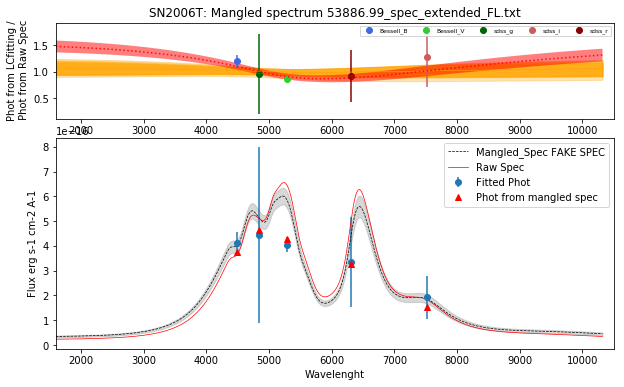 SN2006T: Mangled spectrum 53886.99_spec_extended_FL.txt
Phot from LCfitting /
Phot from Raw Spec
1.5
1.0
0.5
Bessell_B
Bessell_V
sdss_g
sdss_i
sdss_r
2000 3000 4000 5000 6000 7000 8000 9000 10000
1e−16
Flux erg s-1 cm-2 A-1
8
7
6
5
4
3
2
1
0
Mangled_Spec FAKE SPEC
Raw Spec
Fitted Phot
Phot from mangled spec
2000 3000 4000 5000 6000 7000 8000 9000 10000
Wavelenght